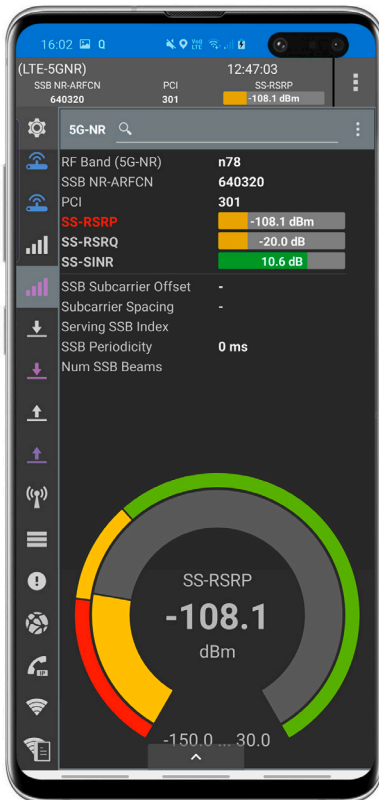 16:02 Q
(LTE-5GNR) 12:47:03
SSB NR-ARFCN PCI SS-RSRP
640320 301 -108.1 dBm
5G-NR
RF Band (5G-NR) n78
SSB NR-ARFCN 640320
PCI 301
SS-RSRP -108.1 dBm
SS-RSRQ -20.0 dB
SS-SINR 10.6 dB
SSB Subcarrier Offset -
Subcarrier Spacing -
Serving SSB Index
SSB Periodicity 0 ms
Num SSB Beams
SS-RSRP
-108.1
dBm
-150.0 ... 30.0
IP